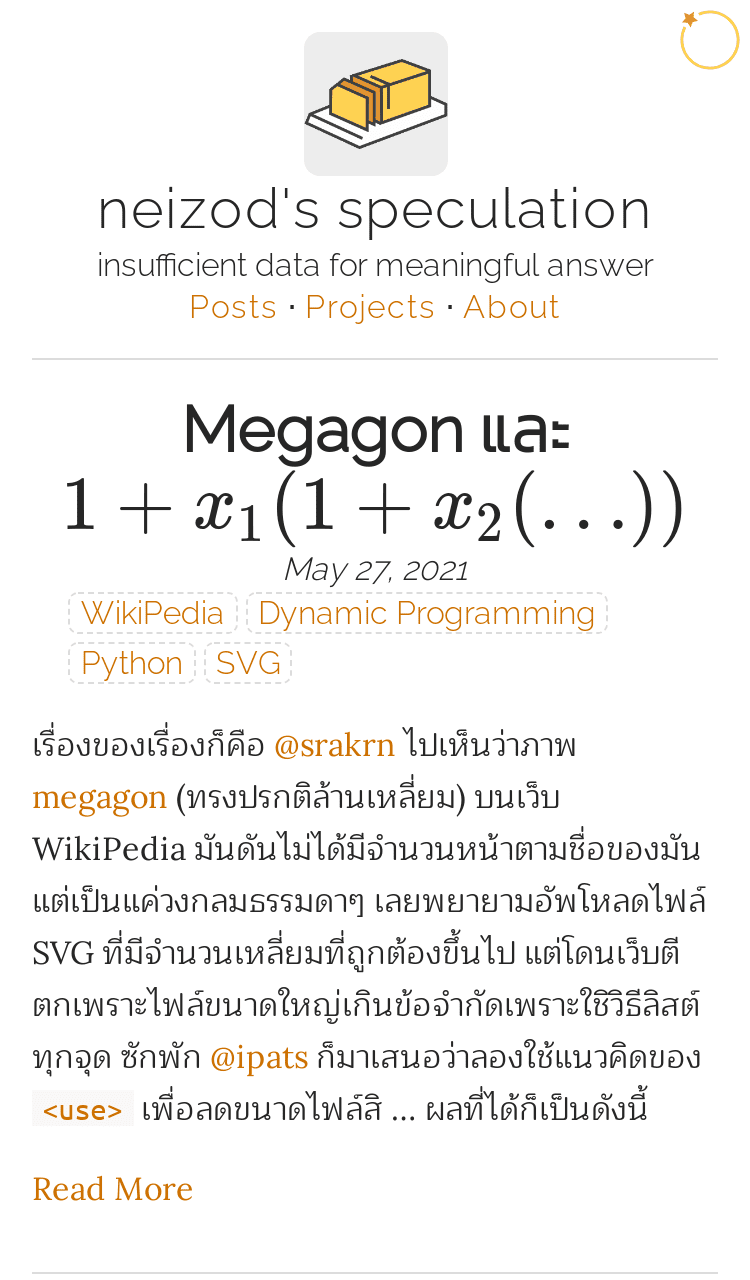 neizod's speculation
insufficient data for meaningful answer
Posts · Projects · About
Megagon และ
1 + x₁(1 + x₂(…))
May 27, 2021
WikiPedia Dynamic Programming
Python SVG
เรื่องของเรื่องก็คือ @srakrn ไปเห็นว่าภาพ
megagon (ทรงปรกติล้านเหลี่ยม) บนเว็บ
WikiPedia มันดันไม่ได้มีจำนวนหน้าตามชื่อของมัน
แต่เป็นแค่วงกลมธรรมดาๆ เลยพยายามอัพโหลดไฟล์
SVG ที่มีจำนวนเหลี่ยมที่ถูกต้องขึ้นไป แต่โดนเว็บตี
ตกเพราะไฟล์ขนาดใหญ่เกินข้อจำกัดเพราะใช้วิธีลิสต์
ทุกจุด ซักพัก @ipats ก็มาเสนอว่าลองใช้แนวคิดของ
<use> เพื่อลดขนาดไฟล์สิ ... ผลที่ได้ก็เป็นดังนี้
Read More